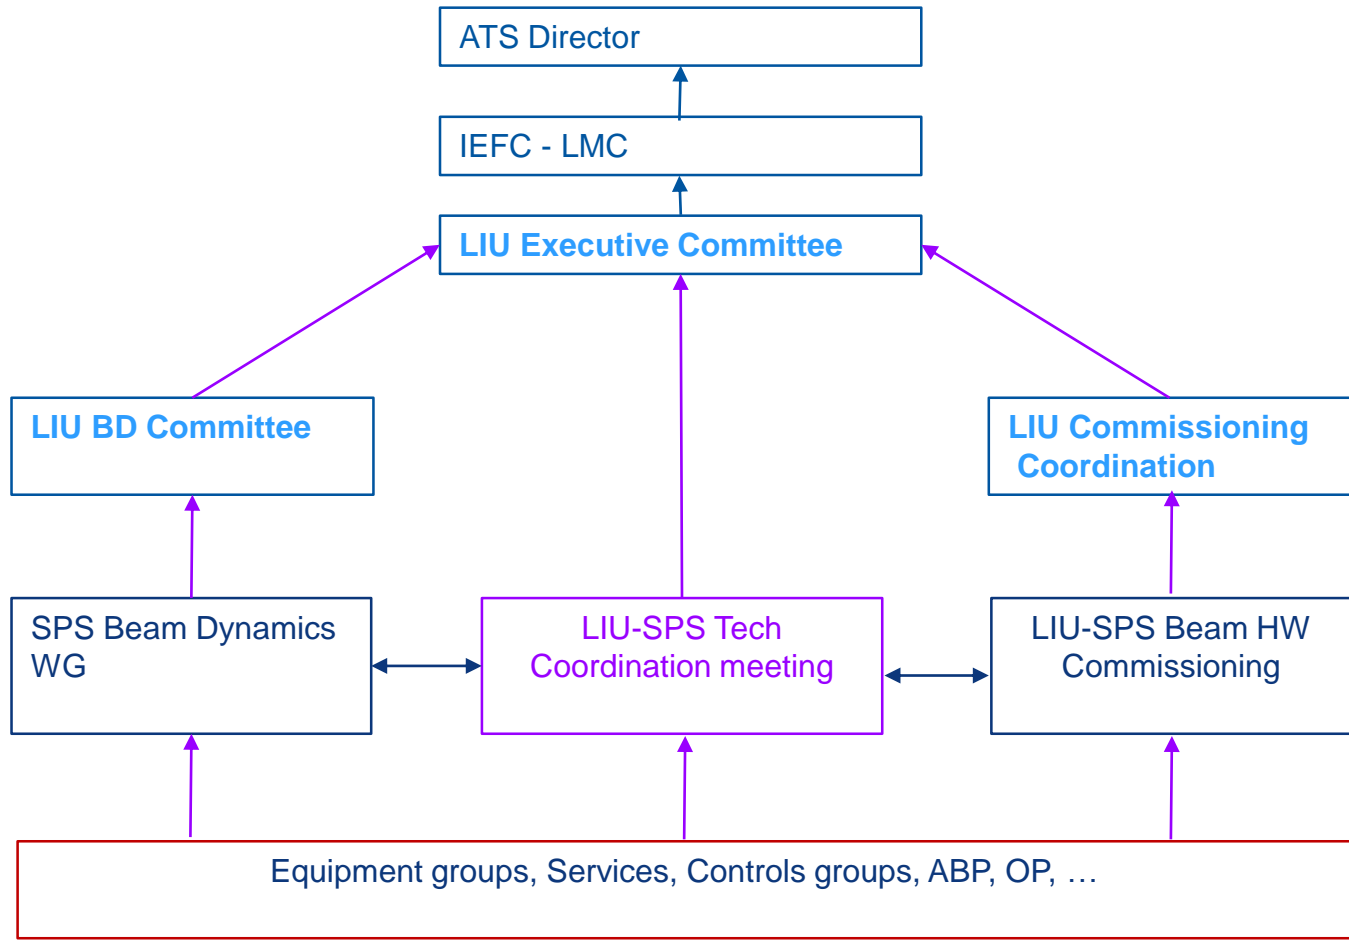 ATS Director
IEFC - LMC
LIU Executive Committee
LIU BD Committee
LIU Commissioning
Coordination
SPS Beam Dynamics
WG
LIU-SPS Tech
Coordination meeting
LIU-SPS Beam HW
Commissioning
Equipment groups, Services, Controls groups, ABP, OP, …